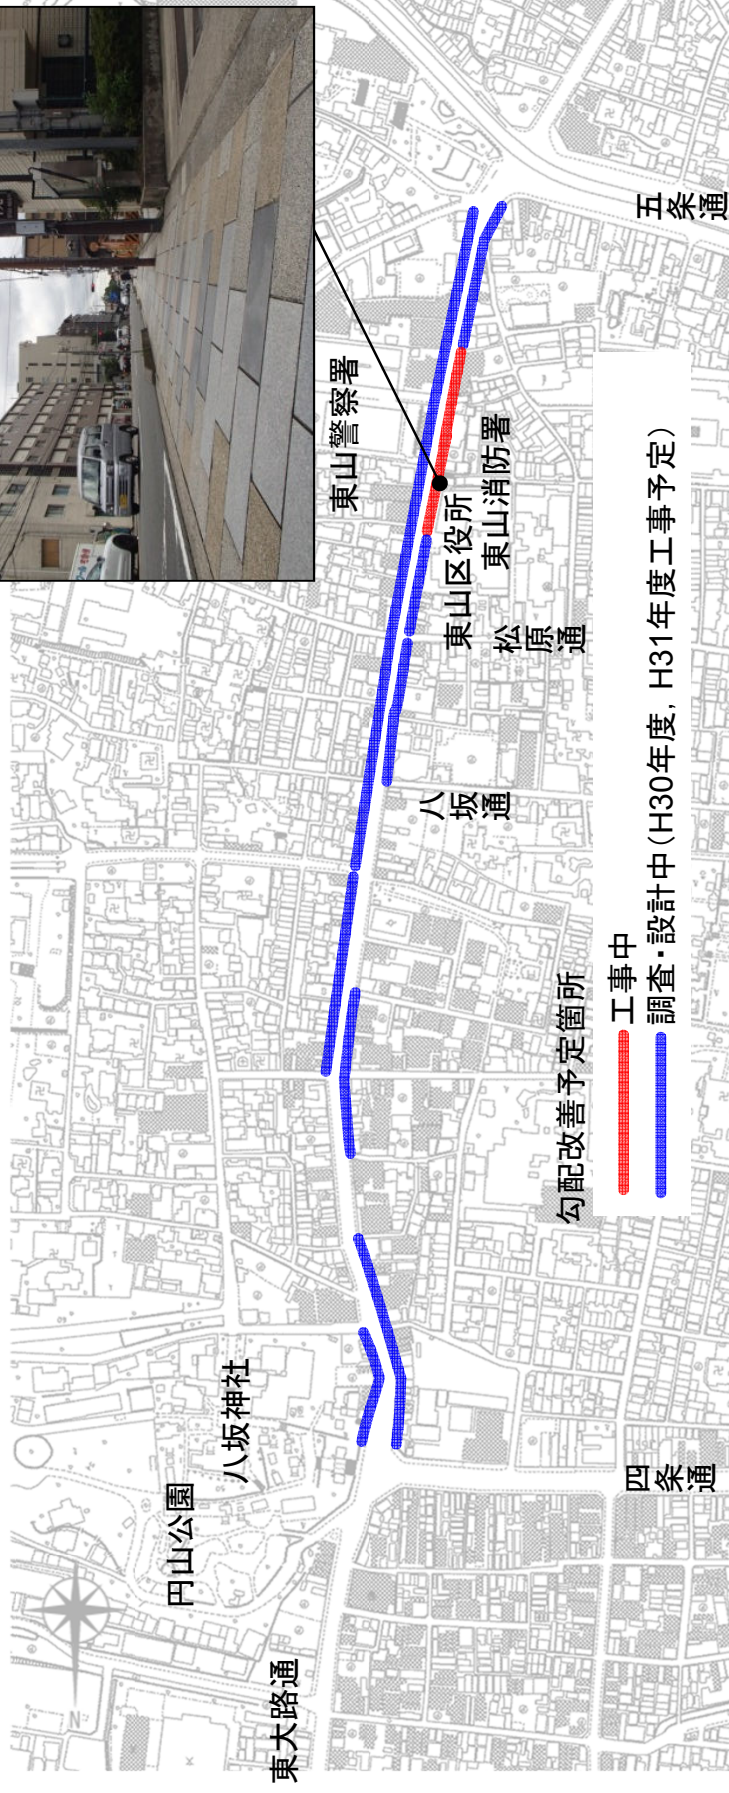 東大路通
円山公園
八坂神社
東山警察署
四条通
八坂通
松原通
東山区役所
東山消防署
五条通
勾配改善予定箇所
工事中
調査・設計中(H30年度, H31年度工事予定)
N